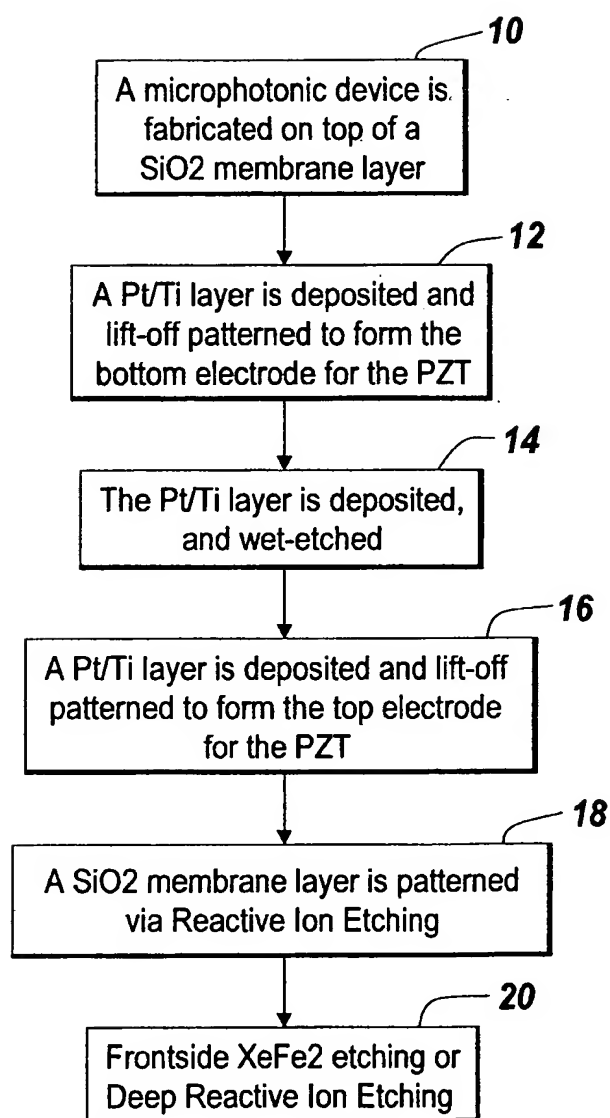 10
A microphotonic device is
fabricated on top of a
SiO2 membrane layer
12
A Pt/Ti layer is deposited and
lift-off patterned to form the
bottom electrode for the PZT
14
The Pt/Ti layer is deposited,
and wet-etched
16
A Pt/Ti layer is deposited and lift-off
patterned to form the top electrode
for the PZT
18
A SiO2 membrane layer is patterned
via Reactive Ion Etching
20
Frontside XeFe2 etching or
Deep Reactive Ion Etching